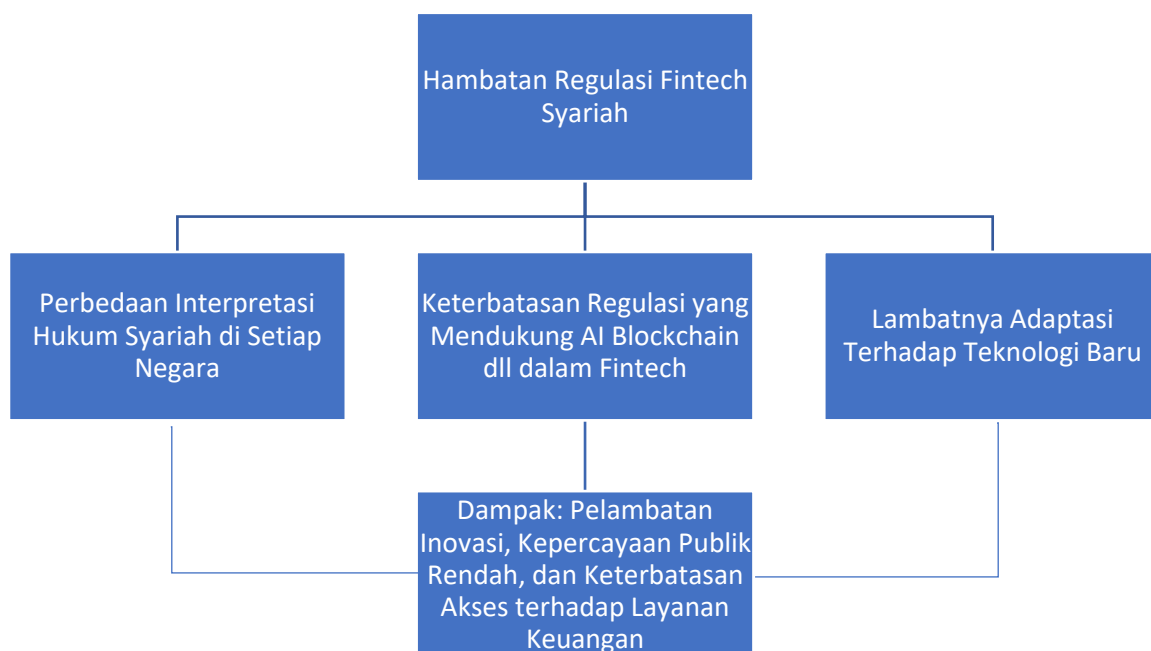 Hambatan Regulasi Fintech
Syariah
Perbedaan Interpretasi
Hukum Syariah di Setiap
Negara
Keterbatasan Regulasi yang
Mendukung AI Blockchain
dll dalam Fintech
Lambatnya Adaptasi
Terhadap Teknologi Baru
Dampak: Pelambatan
Inovasi, Kepercayaan Publik
Rendah, dan Keterbatasan
Akses terhadap Layanan
Keuangan